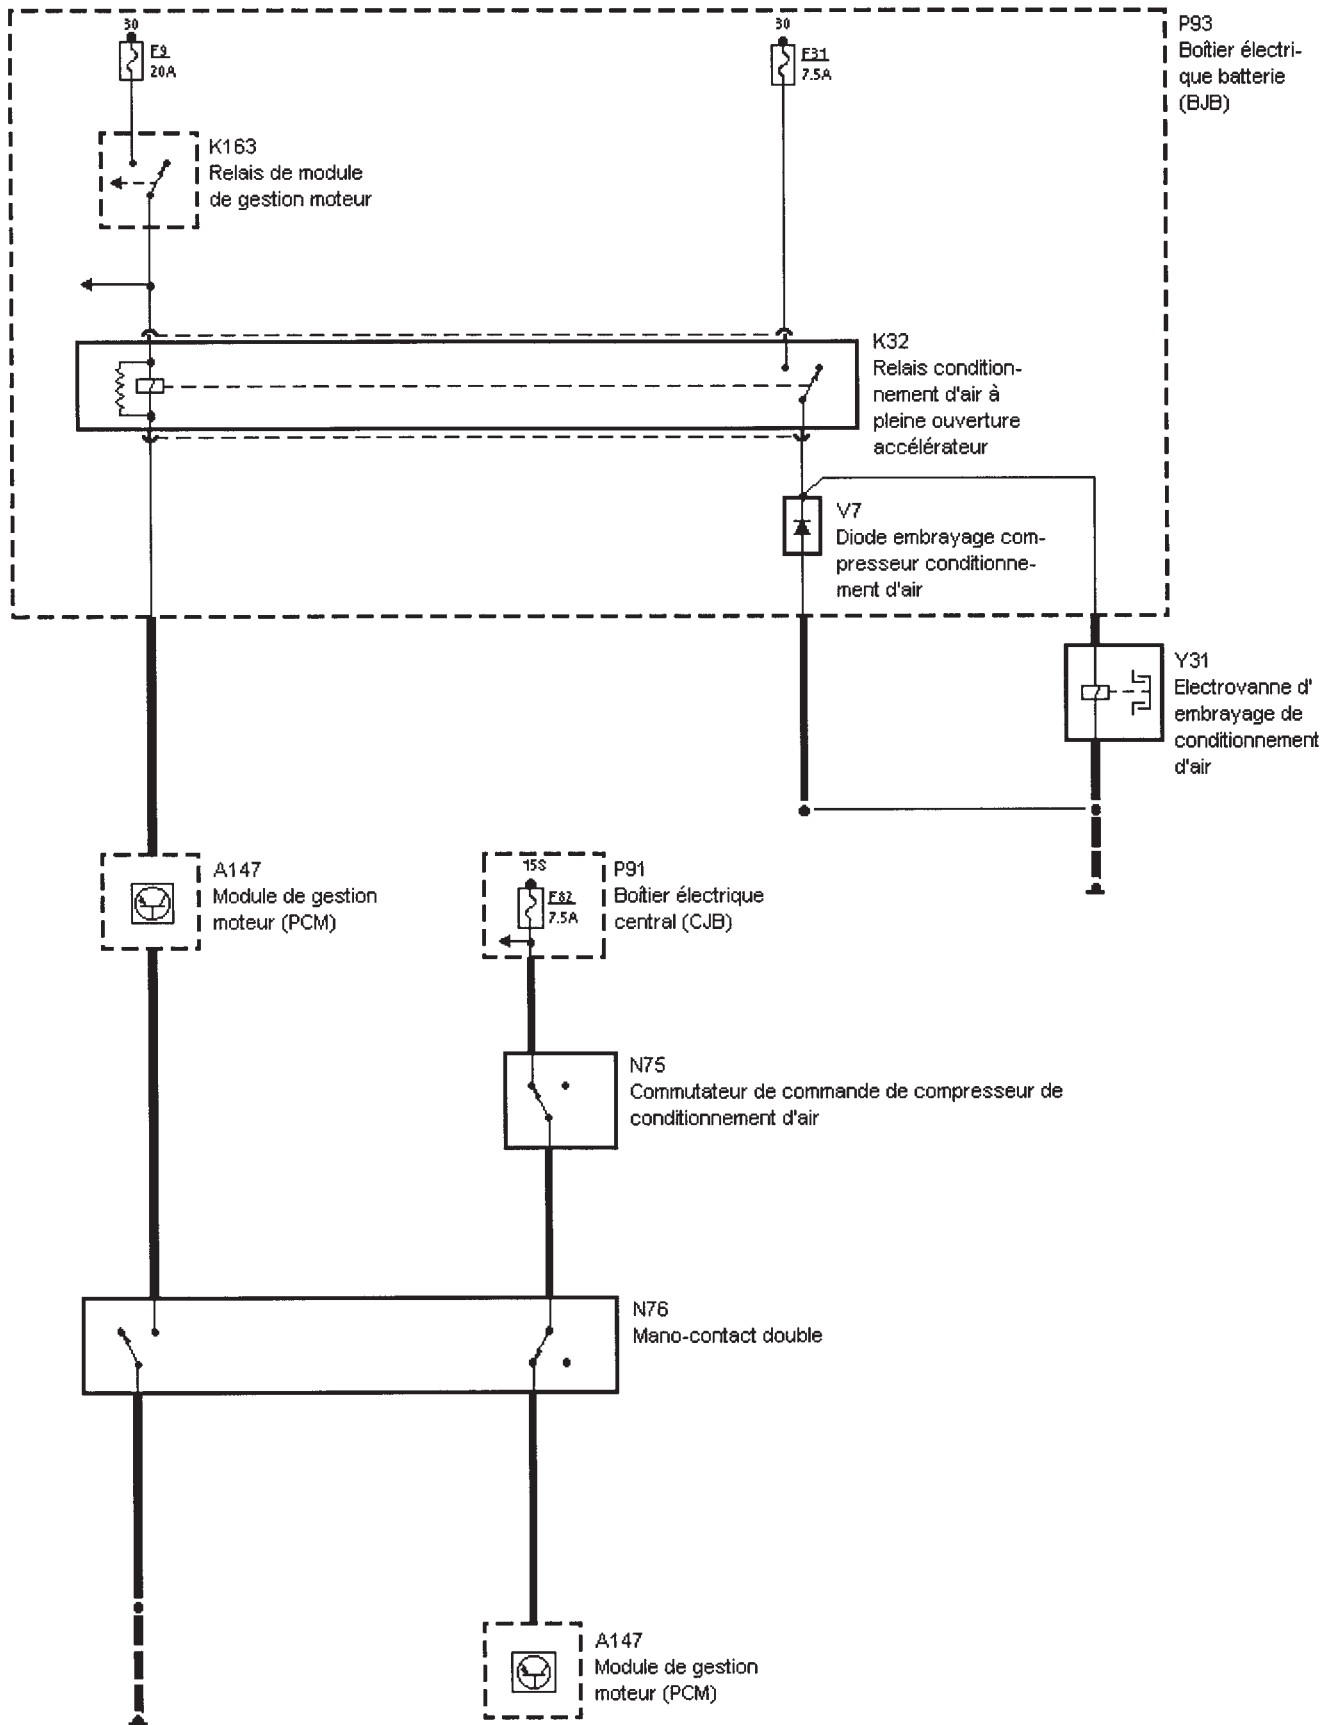 30
F9
20A
30
F31
7.5A
P93
Boîtier électri-
que batterie
(BJB)
K163
Relais de module
de gestion moteur
K32
Relais condition-
nement d'air à
pleine ouverture
accélérateur
V7
Diode embrayage com-
presseur conditionne-
ment d'air
Y31
Electrovanne d'
embrayage de
conditionnement
d'air
A147
Module de gestion
moteur (PCM)
15S
F82
7.5A
P91
Boîtier électrique
central (CJB)
N75
Commutateur de commande de compresseur de
conditionnement d'air
N76
Mano-contact double
A147
Module de gestion
moteur (PCM)